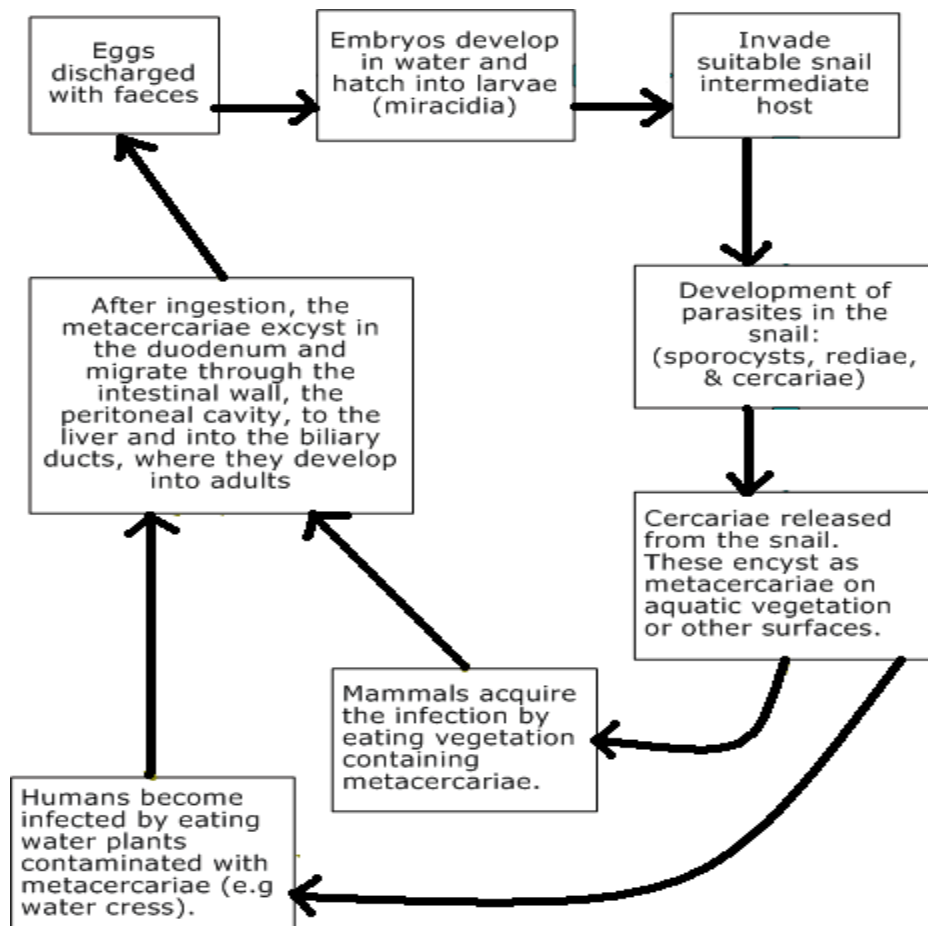 Eggs
discharged
with faeces
Embryos develop
in water and
hatch into larvae
(miracidia)
Invade
suitable snail
intermediate
host
Development of
parasites in the
snail:
(sporocysts, rediae,
& cercariae)
Cercariae released
from the snail.
These encyst as
metacercariae on
aquatic vegetation
or other surfaces.
Mammals acquire
the infection by
eating vegetation
containing
metacercariae.
Humans become
infected by eating
water plants
contaminated with
metacercariae (e.g
water cress).
After ingestion, the
metacercariae excyst in
the duodenum and
migrate through the
intestinal wall, the
peritoneal cavity, to the
liver and into the biliary
ducts, where they develop
into adults